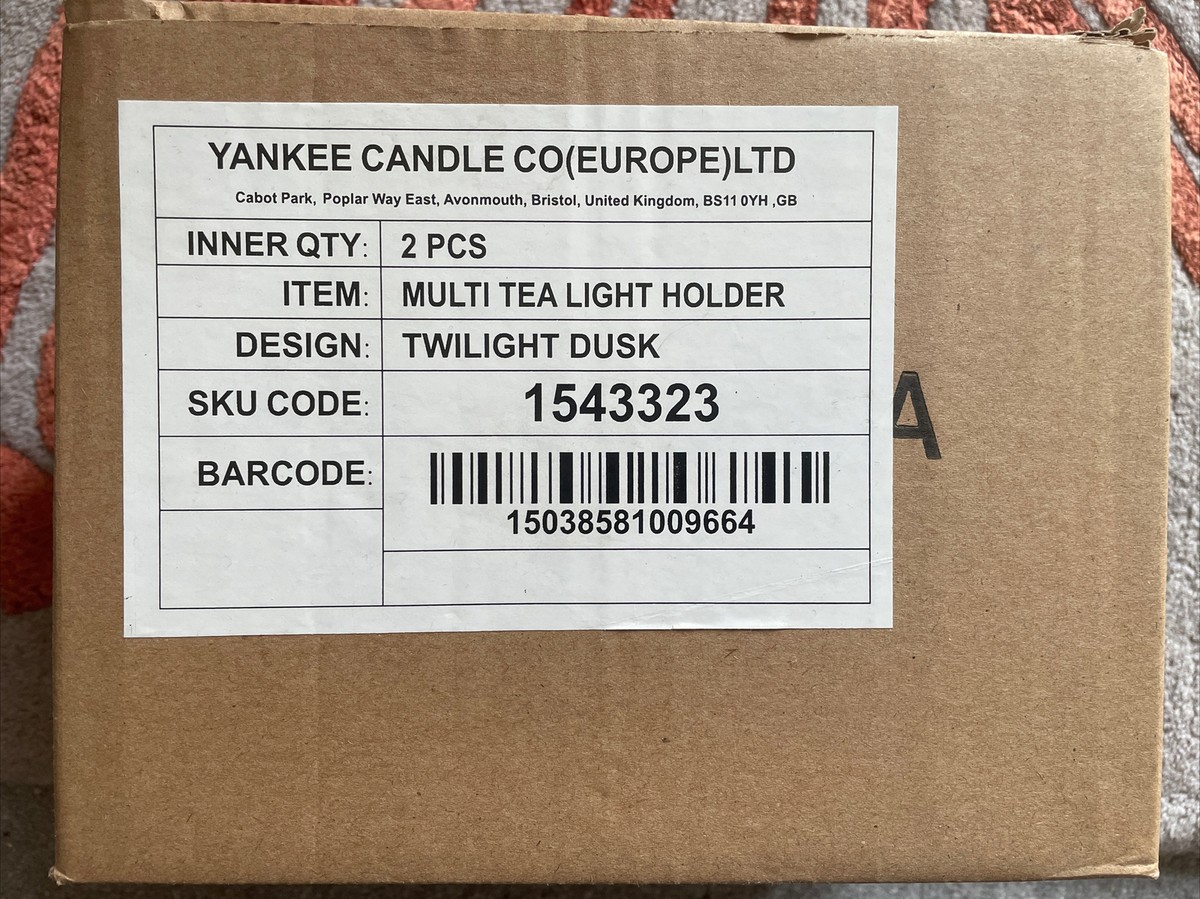 YANKEE CANDLE CO(EUROPE)LTD
Cabot Park, Poplar Way East, Avonmouth, Bristol, United Kingdom, BS11 0YH ,GB
INNER QTY: 2 PCS
ITEM: MULTI TEA LIGHT HOLDER
DESIGN: TWILIGHT DUSK
SKU CODE: 1543323
A
BARCODE:
15038581009664